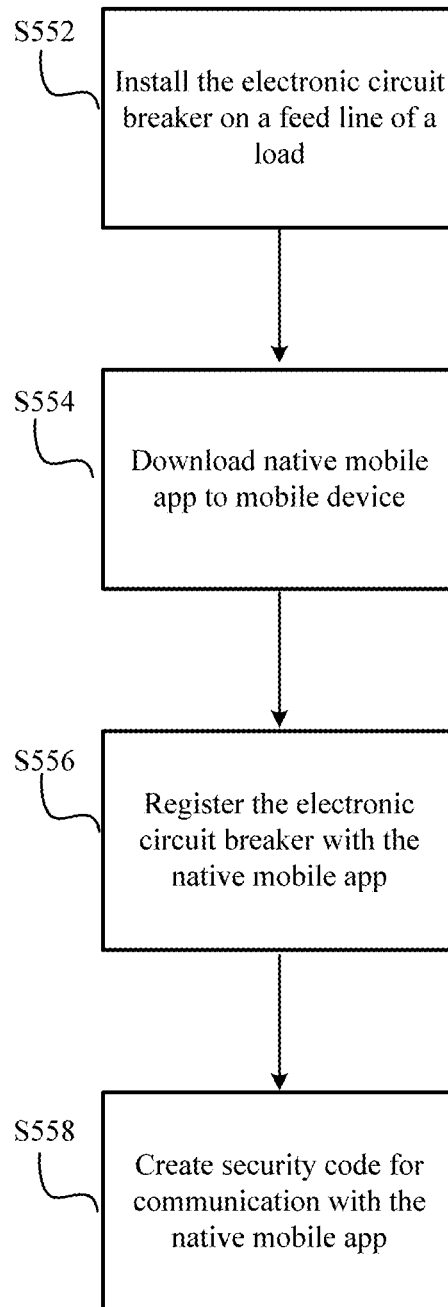 S552
Install the electronic circuit
breaker on a feed line of a
load
S554
Download native mobile
app to mobile device
S556
Register the electronic
circuit breaker with the
native mobile app
S558
Create security code for
communication with the
native mobile app